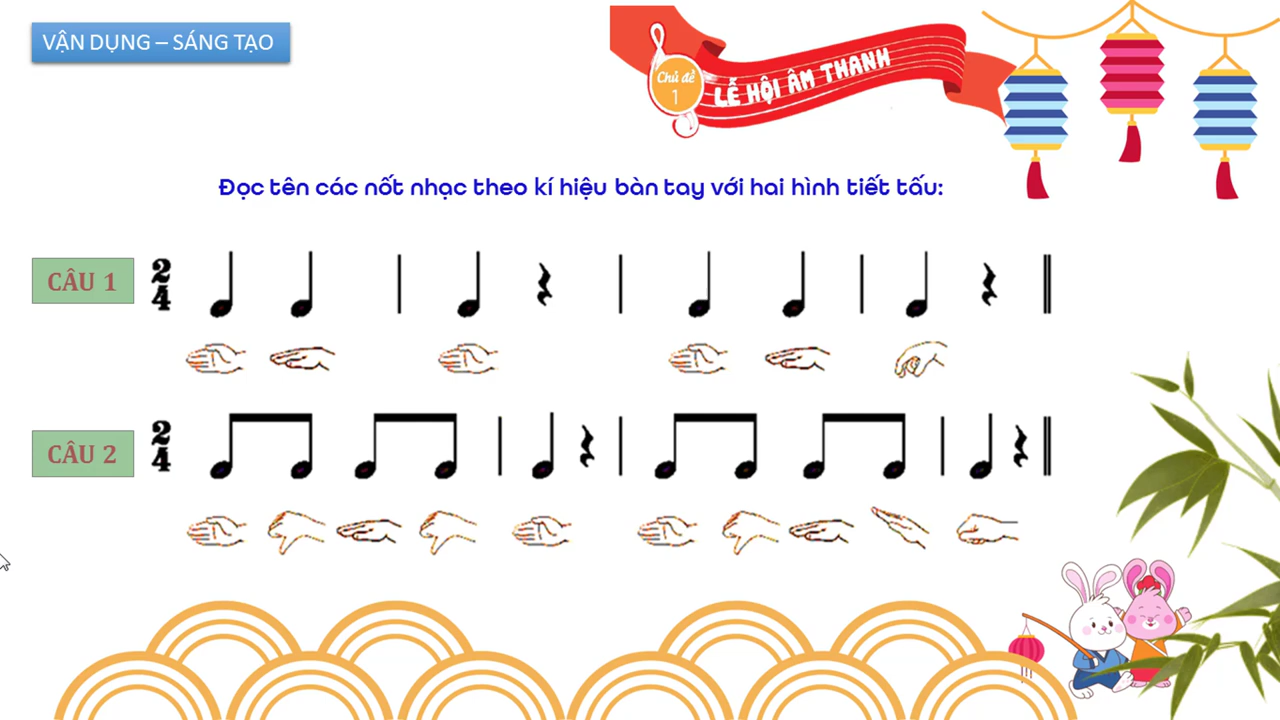 VẬN DỤNG – SÁNG TẠO
Chủ đề
1
LỄ HỘI ÂM THANH
Đọc tên các nốt nhạc theo kí hiệu bàn tay với hai hình tiết tấu:
CÂU 1
2
4
CÂU 2
2
4